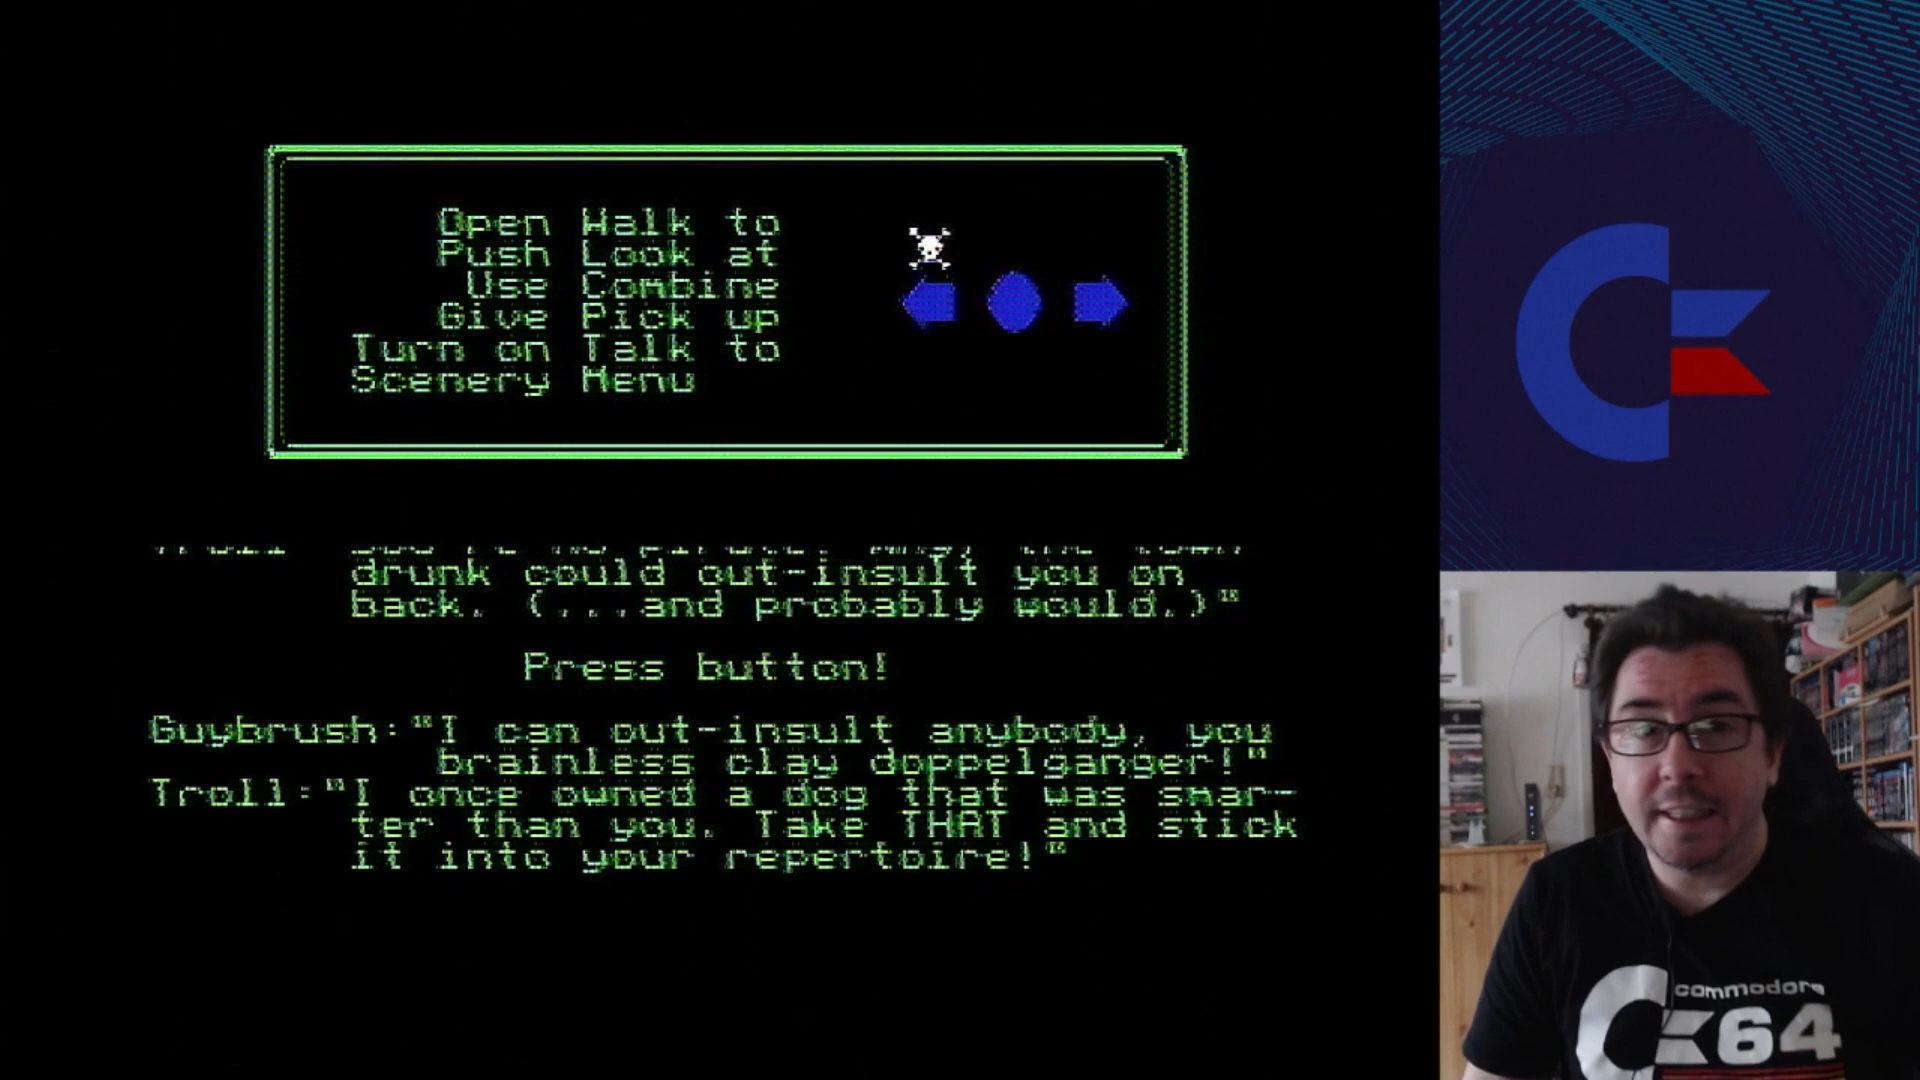 Open Walk to
Push Look at
Use Combine
Give Pick up
Turn on Talk to
Scenery Menu
drunk could out-insult you on
back. (...and probably would.)"
Press button!
Guybrush:"I can out-insult anybody, you
brainless clay doppelganger!"
Troll:"I once owned a dog that was smar-
ter than you. Take THAT and stick
it into your repertoire!"
commodore
64